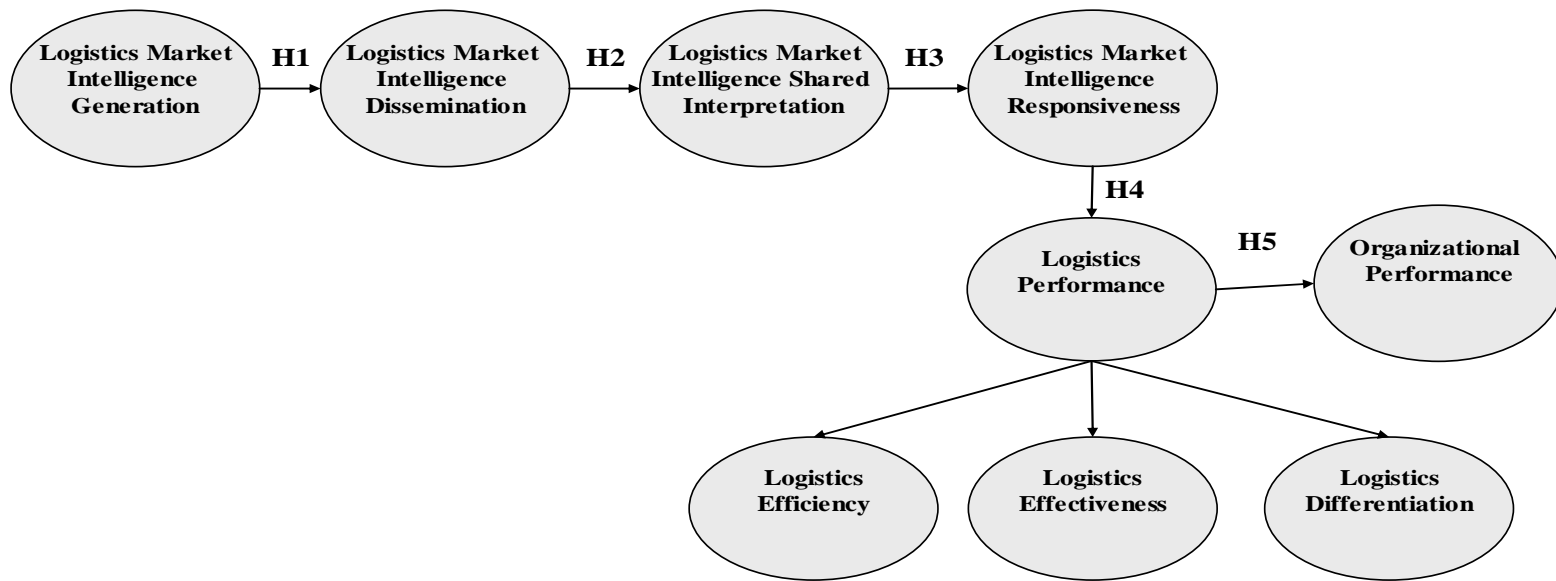 Logistics Market
Intelligence
Generation
H1
Logistics Market
Intelligence
Dissemination
H2
Logistics Market
Intelligence Shared
Interpretation
H3
Logistics Market
Intelligence
Responsiveness
H4
Logistics
Performance
H5
Organizational
Performance
Logistics
Efficiency
Logistics
Effectiveness
Logistics
Differentiation